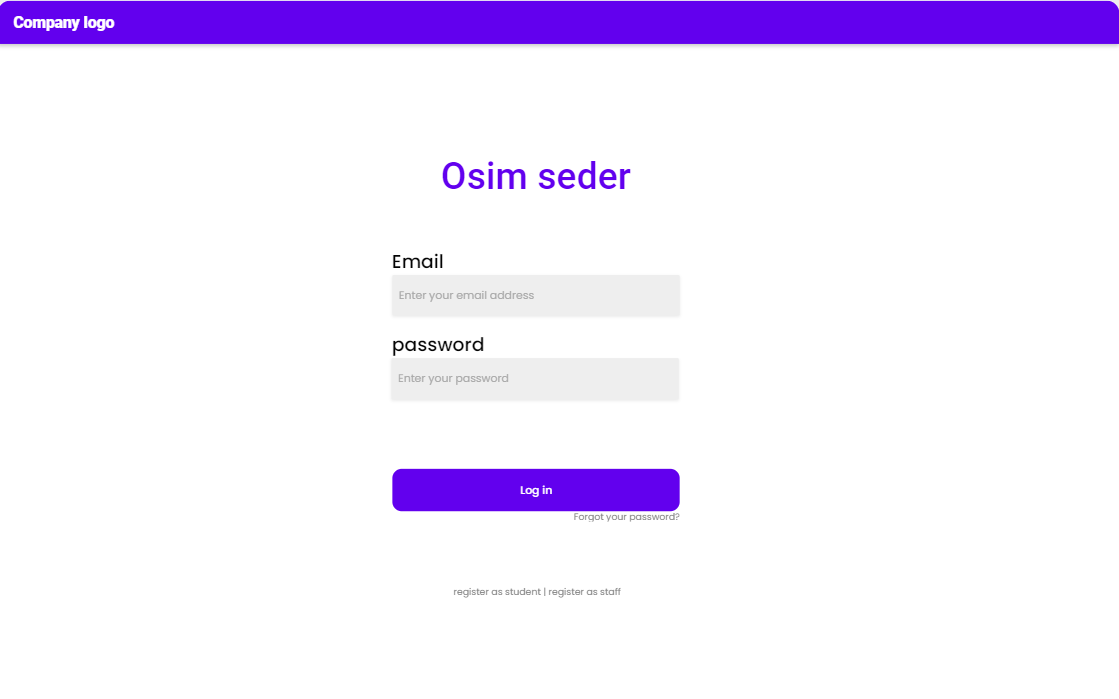 Company logo
Osim seder
Email
Enter your email address
password
Enter your password
Log in
Forgot your password?
register as student | register as staff